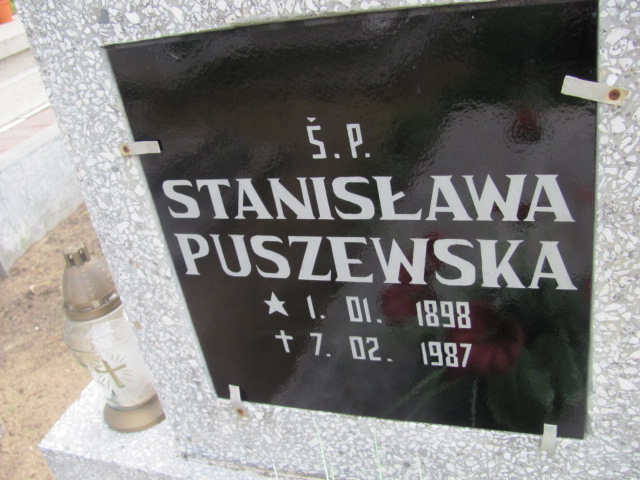 Š.P.
STANISŁAWA
PUSZEWSKA
★ 1. 01. 1898
✝ 7. 02. 1987